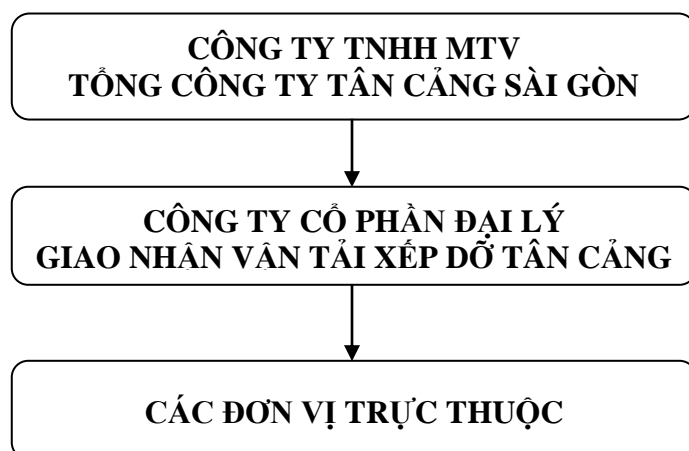 CÔNG TY TNHH MTV
TỔNG CÔNG TY TÂN CẢNG SÀI GÒN
CÔNG TY CỔ PHẦN ĐẠI LÝ
GIAO NHẬN VẬN TẢI XẾP DỠ TÂN CẢNG
CÁC ĐƠN VỊ TRỰC THUỘC